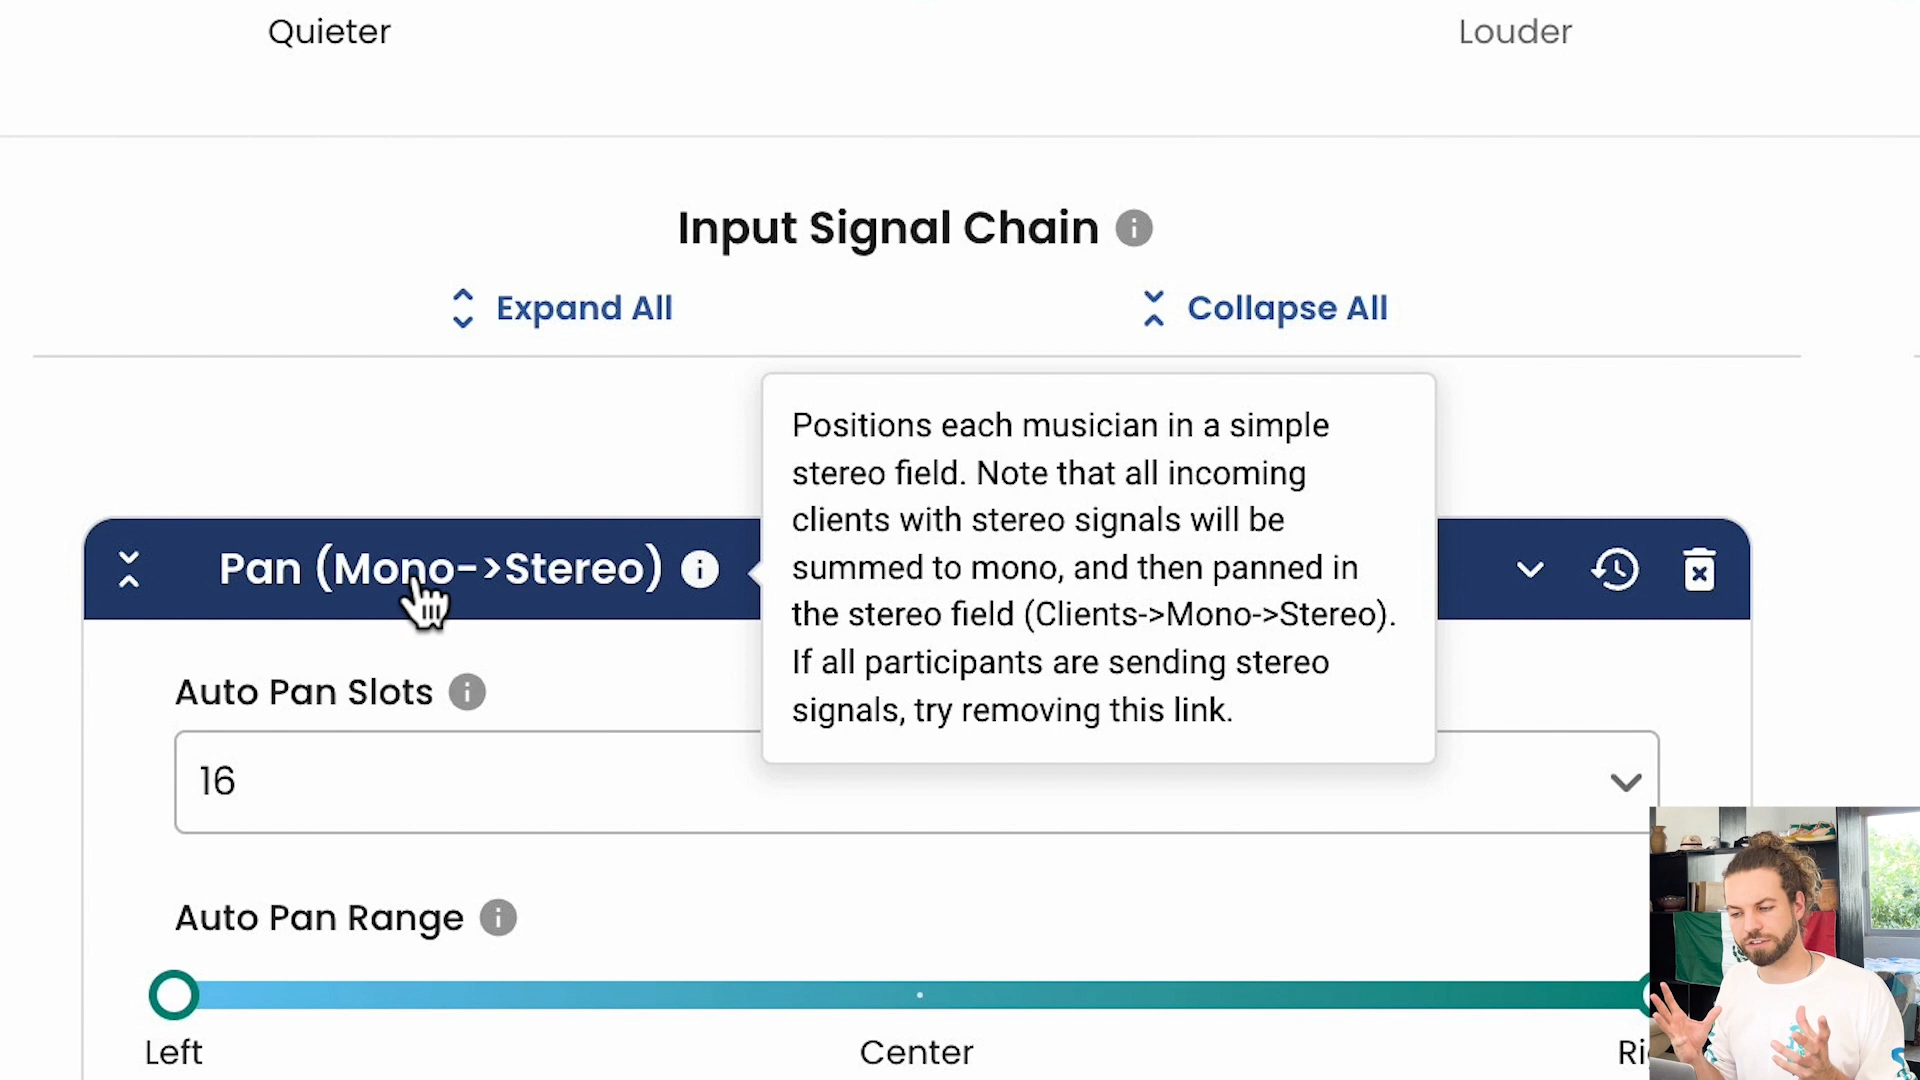 Quieter
Louder
Input Signal Chain
Expand All
Collapse All
Pan (Mono->Stereo)
Positions each musician in a simple
stereo field. Note that all incoming
clients with stereo signals will be
summed to mono, and then panned in
the stereo field (Clients->Mono->Stereo).
If all participants are sending stereo
signals, try removing this link.
Auto Pan Slots
16
Auto Pan Range
Left
Center